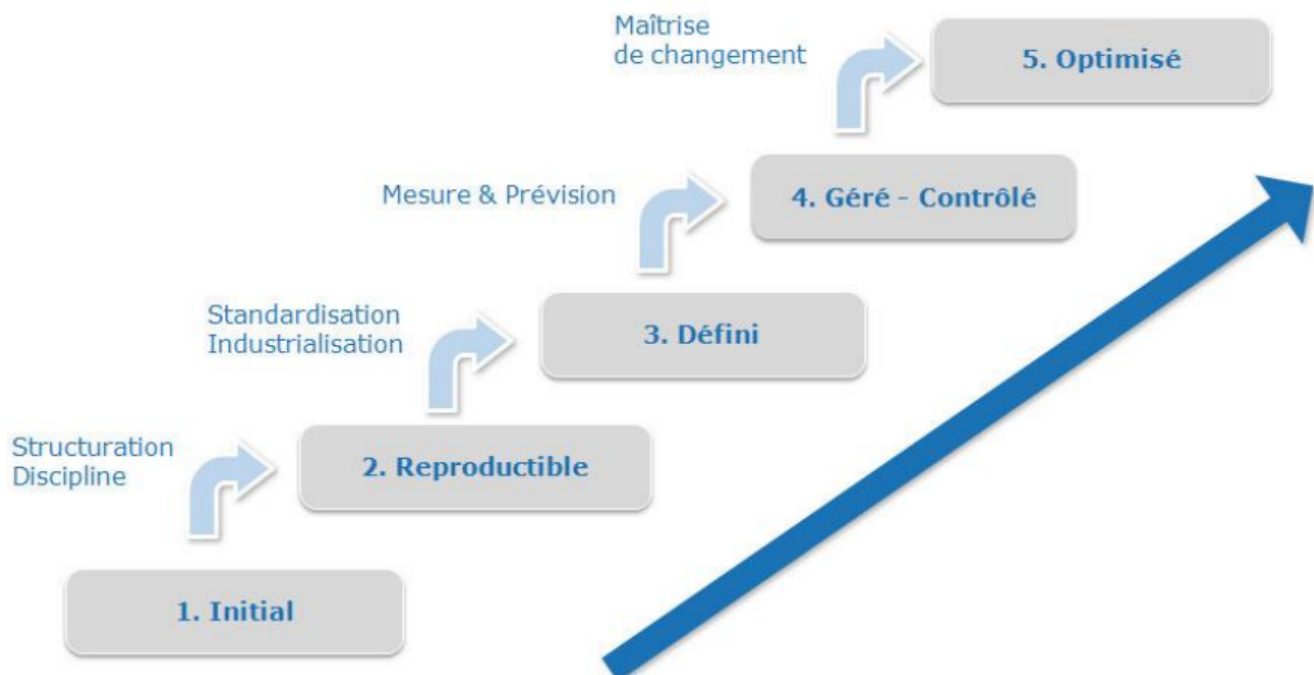 Maîtrise
de changement
5. Optimisé
Mesure & Prévision
4. Géré - Contrôlé
Standardisation
Industrialisation
3. Défini
Structuration
Discipline
2. Reproductible
1. Initial